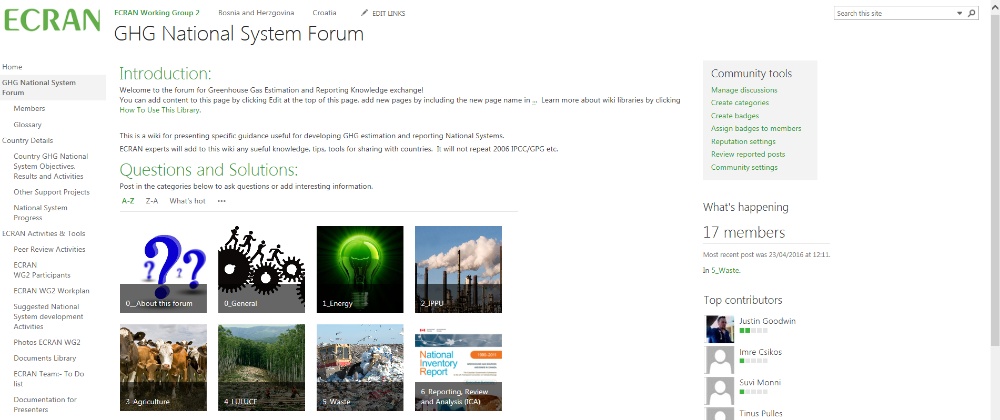 ECRAN
ECRAN Working Group 2
Bosnia and Herzgovina
Croatia
EDIT LINKS
Search this site
GHG National System Forum
Home
GHG National System
Forum
Members
Glossary
Country Details
Country GHG National
System Objectives,
Results and Activities
Other Support Projects
National System
Progress
ECRAN Activities & Tools
Peer Review Activities
ECRAN
WG2 Participants
ECRAN WG2 Workplan
Suggested National
System development
Activities
Photos ECRAN WG2
Documents Library
ECRAN Team:- To Do
list
Documentation for
Presenters
Introduction:
Welcome to the forum for Greenhouse Gas Estimation and Reporting Knowledge exchange!
You can add content to this page by clicking Edit at the top of this page, add new pages by including the new page name in ...  Learn more about wiki libraries by clicking
How To Use This Library.
This is a wiki for presenting specific guidance useful for developing GHG estimation and reporting National Systems.
ECRAN experts will add to this wiki any sueful knowledge, tips, tools for sharing with countries.  It will not repeat 2006 IPCC/GPG etc.
Questions and Solutions:
Post in the categories below to ask questions or add interesting information.
A-Z
Z-A
What's hot
•••
0__About this forum
0_General
1_Energy
2_IPPU
3_Agriculture
4_LULUCF
5_Waste
National
Inventory
Report
1990–2011
GREENHOUSE GAS SOURCES
AND SINKS IN CANADA
Executive Summary
6_Reporting, Review
and Analysis (ICA)
Community tools
Manage discussions
Create categories
Create badges
Assign badges to members
Reputation settings
Review reported posts
Community settings
What's happening
17 members
Most recent post was 23/04/2016 at 12:11.
In 5_Waste.
Top contributors
Justin Goodwin
Imre Csikos
Suvi Monni
Tinus Pulles